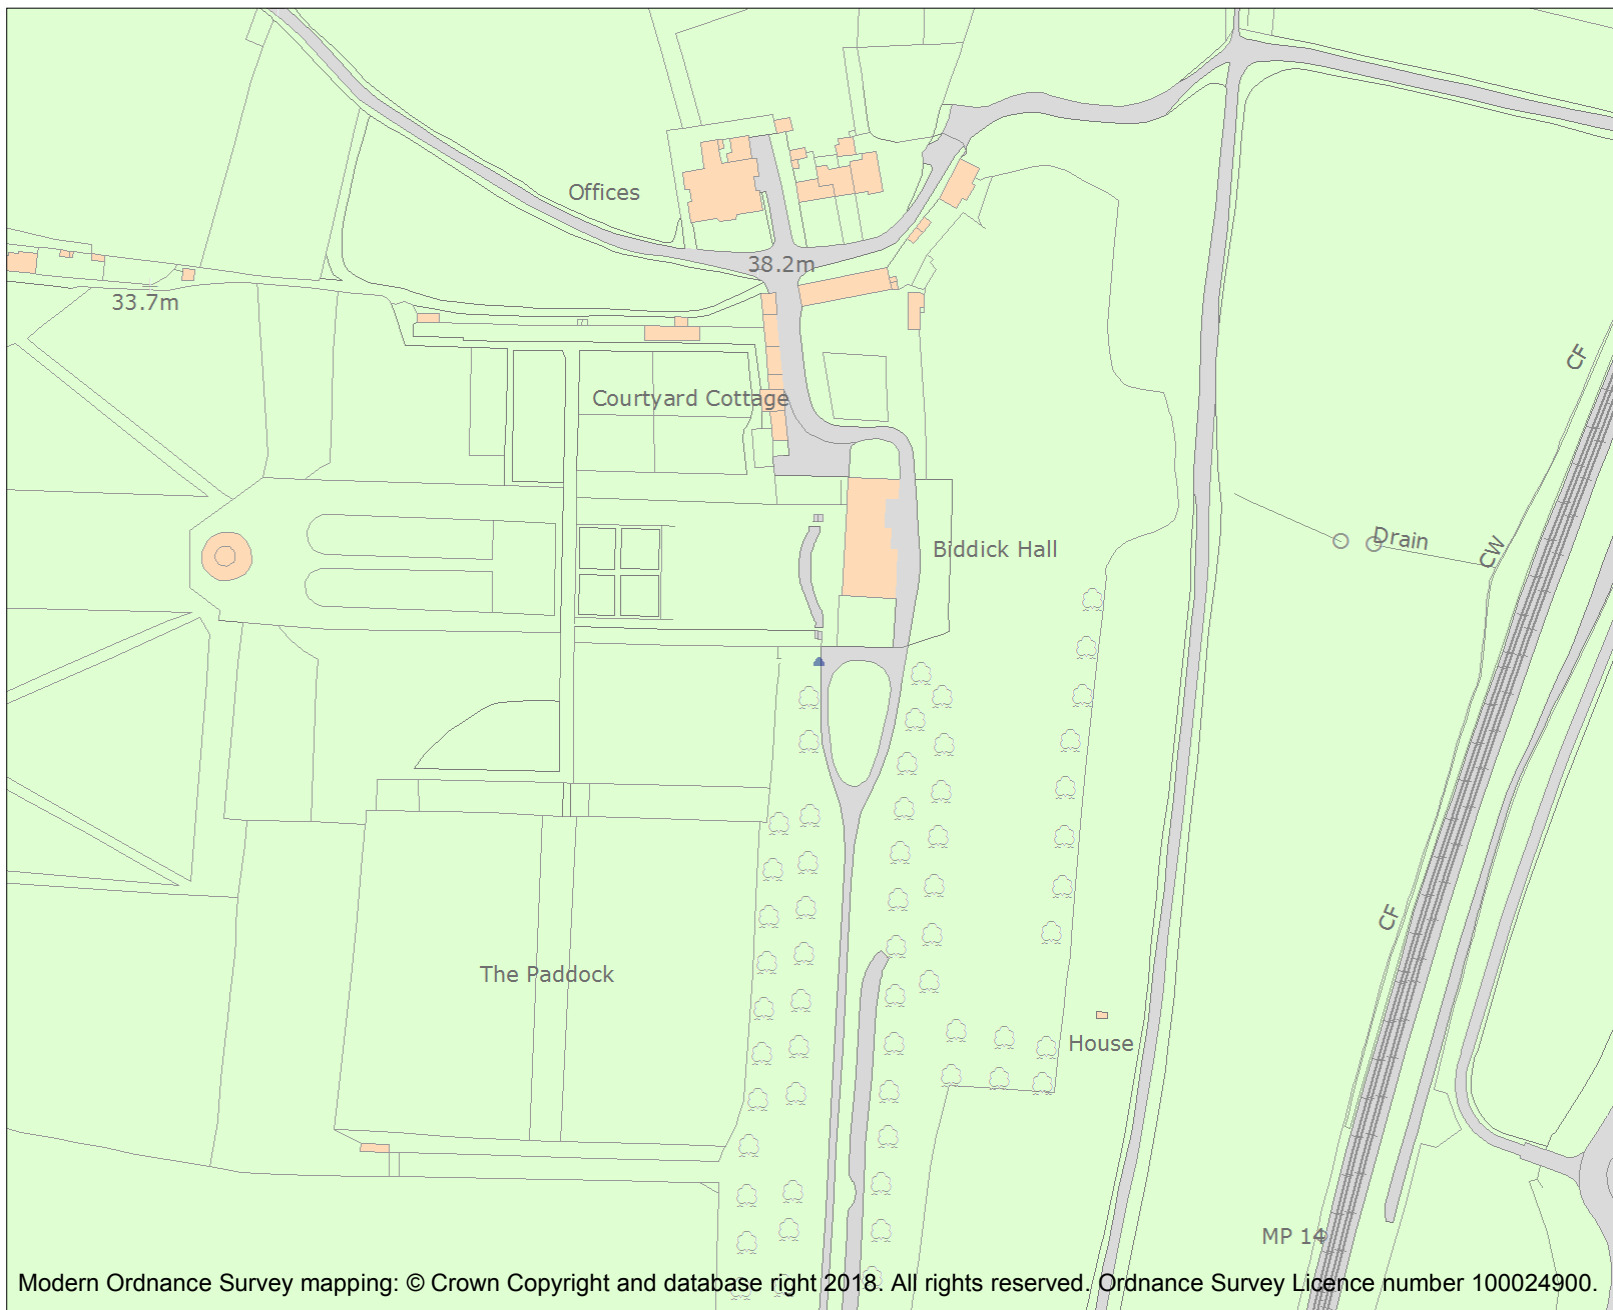 Offices
38.2m
33.7m
CF
Courtyard Cottage
Drain
Biddick Hall
CW
CF
The Paddock
House
MP 14
Modern Ordnance Survey mapping: © Crown Copyright and database right 2018. All rights reserved. Ordnance Survey Licence number 100024900.